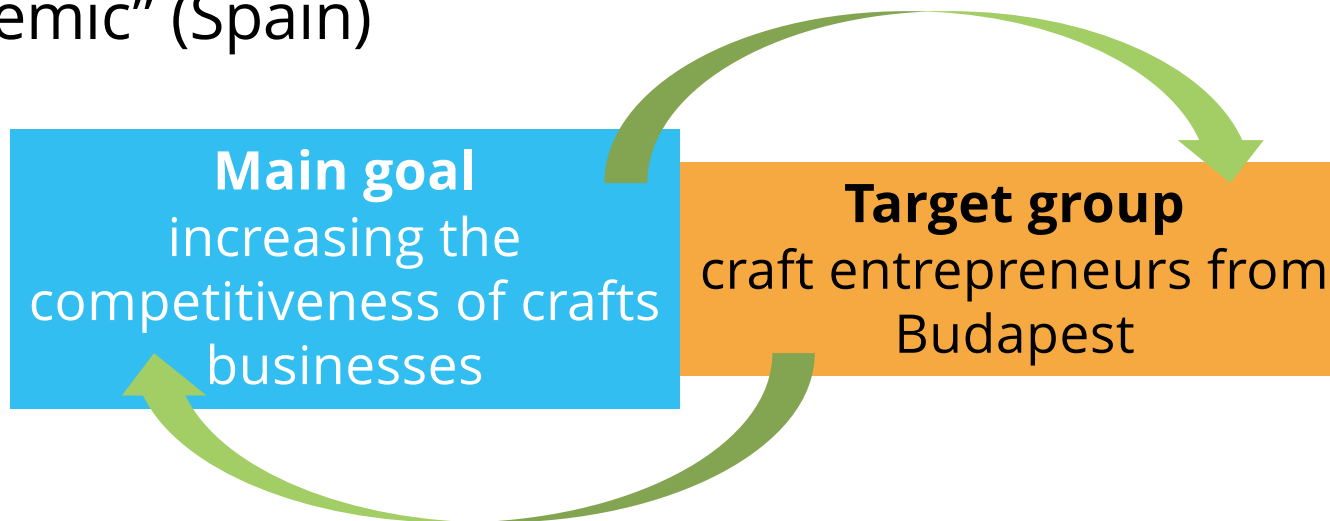 emic” (Spain)
Main goal
increasing the
competitiveness of crafts
businesses
Target group
craft entrepreneurs from
Budapest